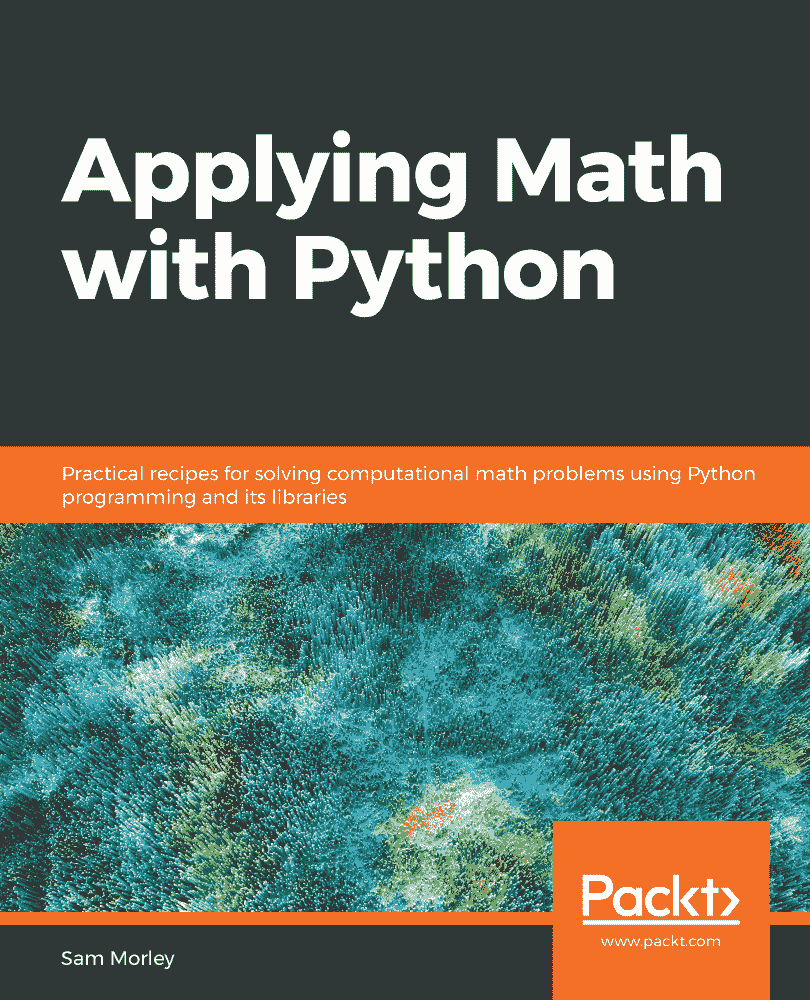 Applying Math
with Python
Practical recipes for solving computational math problems using Python
programming and its libraries
Packt>
www.packt.com
Sam Morley